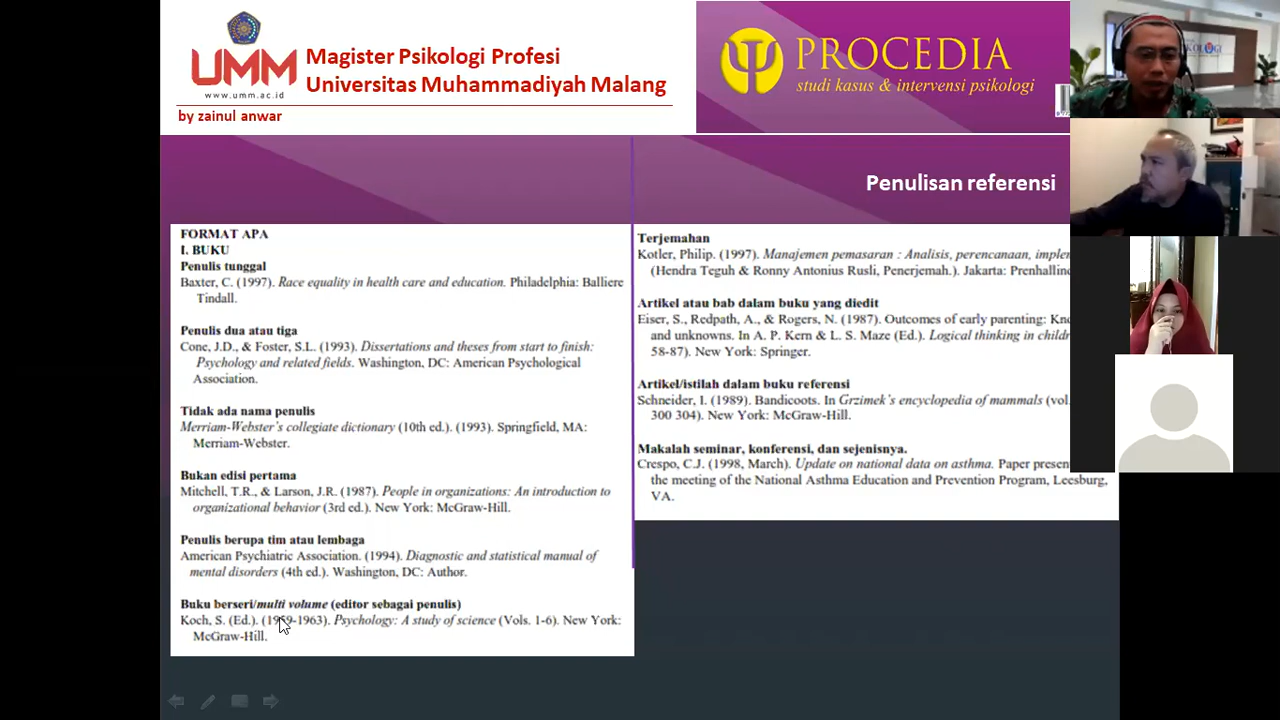 UMM
www.umm.ac.id
Magister Psikologi Profesi
Universitas Muhammadiyah Malang
by zainul anwar
PROCEDIA
studi kasus & intervensi psikologi
Penulisan referensi
FORMAT APA
I. BUKU
Penulis tunggal
Baxter, C. (1997). Race equality in health care and education. Philadelphia: Balliere
Tindall.
Penulis dua atau tiga
Cone, J.D., & Foster, S.L. (1993). Dissertations and theses from start to finish:
Psychology and related fields. Washington, DC: American Psychological
Association.
Tidak ada nama penulis
Merriam-Webster's collegiate dictionary (10th ed.). (1993). Springfield, MA:
Merriam-Webster.
Bukan edisi pertama
Mitchell, T.R., & Larson, J.R. (1987). People in organizations: An introduction to
organizational behavior (3rd ed.). New York: McGraw-Hill.
Penulis berupa tim atau lembaga
American Psychiatric Association. (1994). Diagnostic and statistical manual of
mental disorders (4th ed.). Washington, DC: Author.
Buku berseri/multi volume (editor sebagai penulis)
Koch, S. (Ed.). (1959-1963). Psychology: A study of science (Vols. 1-6). New York:
McGraw-Hill.
Terjemahan
Kotler, Philip. (1997). Manajemen pemasaran : Analisis, perencanaan, implen
(Hendra Teguh & Ronny Antonius Rusli, Penerjemah.). Jakarta: Prenhallind
Artikel atau bab dalam buku yang diedit
Eiser, S., Redpath, A., & Rogers, N. (1987). Outcomes of early parenting: Kno
and unknowns. In A. P. Kern & L. S. Maze (Ed.). Logical thinking in childr
58-87). New York: Springer.
Artikel/istilah dalam buku referensi
Schneider, I. (1989). Bandicoots. In Grzimek's encyclopedia of mammals (vol.
300 304). New York: McGraw-Hill.
Makalah seminar, konferensi, dan sejenisnya.
Crespo, C.J. (1998, March). Update on national data on asthma. Paper presen
the meeting of the National Asthma Education and Prevention Program, Leesburg,
VA.